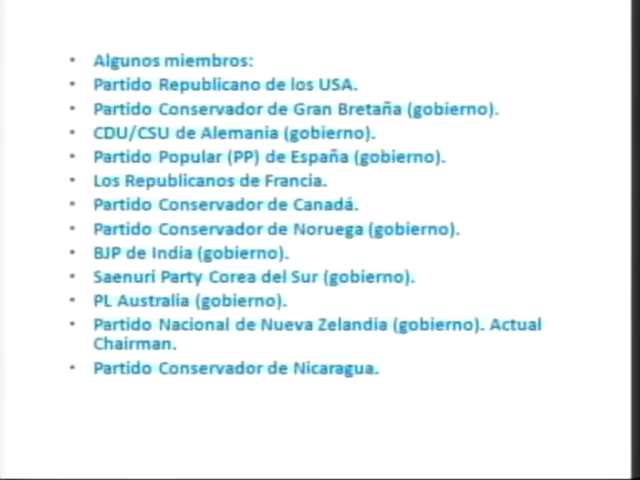 • Algunos miembros:
• Partido Republicano de los USA.
• Partido Conservador de Gran Bretaña (gobierno).
• CDU/CSU de Alemania (gobierno).
• Partido Popular (PP) de España (gobierno).
• Los Republicanos de Francia.
• Partido Conservador de Canadá.
• Partido Conservador de Noruega (gobierno).
• BJP de India (gobierno).
• Saenuri Party Corea del Sur (gobierno).
• PL Australia (gobierno).
• Partido Nacional de Nueva Zelandia (gobierno). Actual
Chairman.
• Partido Conservador de Nicaragua.